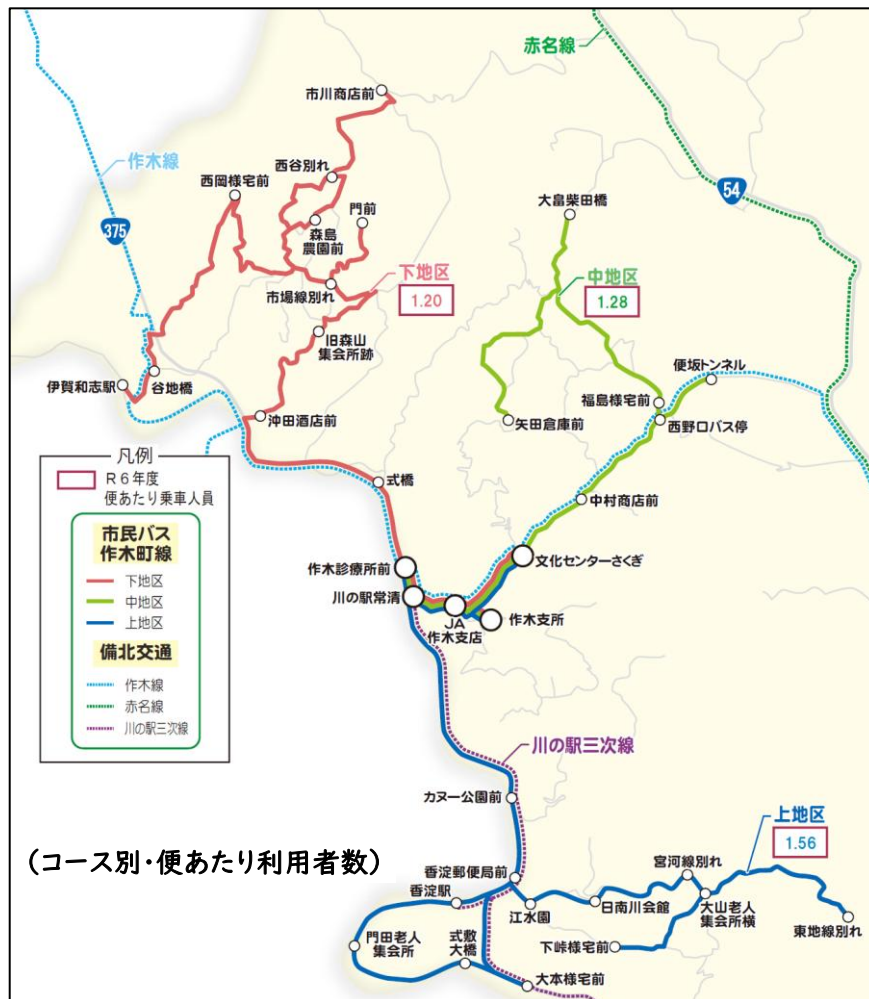 赤名線
市川商店前
作木線
西谷別れ
西岡様宅前
54
門前
大畠柴田橋
375
森島
農園前
下地区
1.20
中地区
1.28
市場線別れ
旧森山
集会所跡
便坂トンネル
伊賀和志駅
谷地橋
福島様宅前
沖田酒店前
矢田倉庫前
西野口バス停
凡例
R6年度
便あたり乗車人員
式橋
中村商店前
市民バス
作木町線
下地区
中地区
上地区
作木診療所前
文化センターさくぎ
川の駅常清
JA
作木支店
作木支所
備北交通
作木線
赤名線
川の駅三次線
川の駅三次線
カヌー公園前
上地区
1.56
(コース別・便あたり利用者数)
香淀郵便局前
宮河線別れ
香淀駅
江水園
日南川会館
大山老人
集会所横
東地線別れ
門田老人
集会所
式敷
大橋
下峠様宅前
大本様宅前